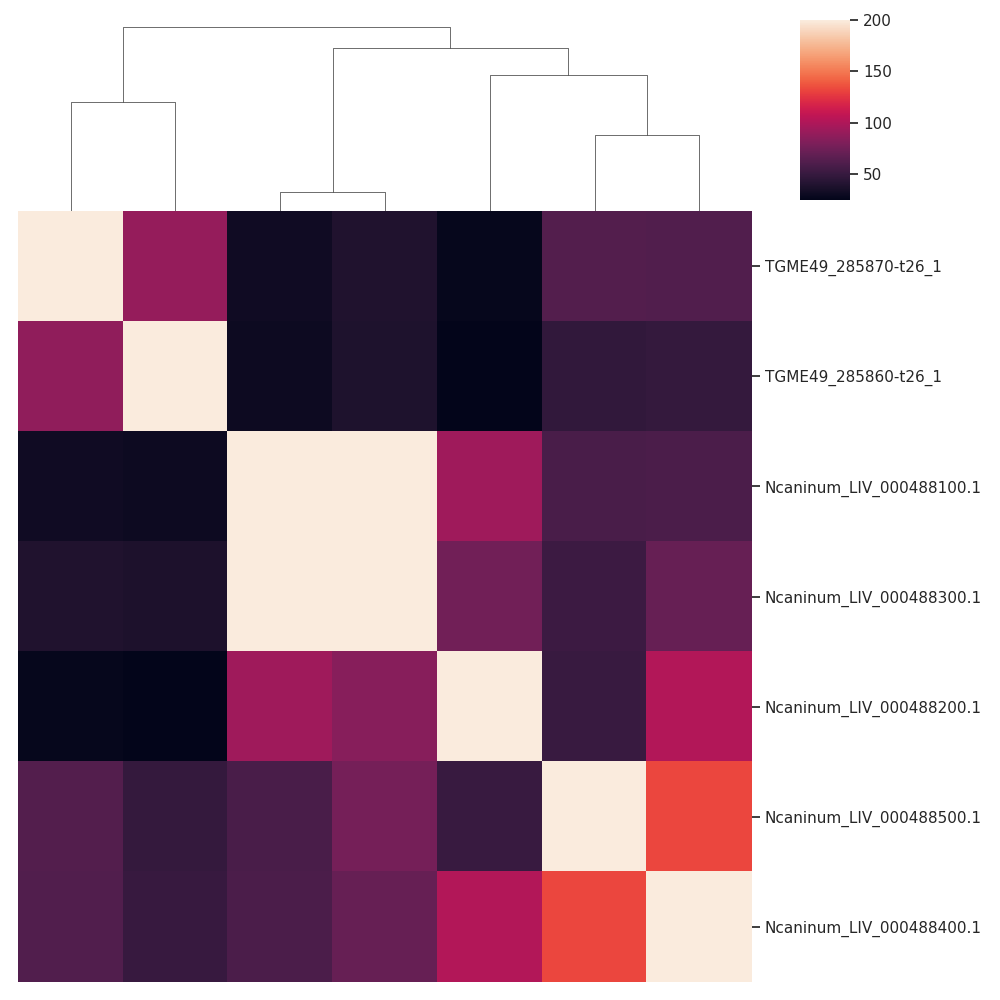 200
150
100
50
TGME49_285870-t26_1
TGME49_285860-t26_1
Ncaninum_LIV_000488100.1
Ncaninum_LIV_000488300.1
Ncaninum_LIV_000488200.1
Ncaninum_LIV_000488500.1
Ncaninum_LIV_000488400.1